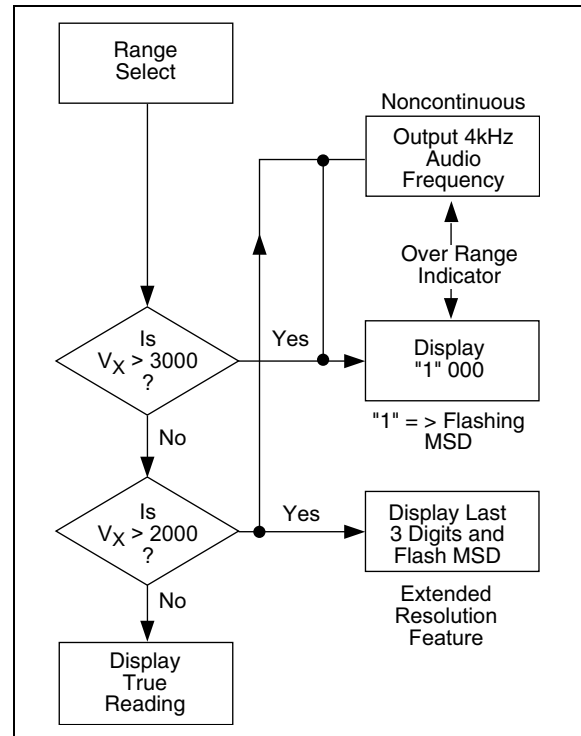 Range
Select
Noncontinuous
Output 4kHz
Audio
Frequency
Over Range
Indicator
Is
VX > 3000
?
Yes
Display
"1" 000
"1" = > Flashing
MSD
No
Is
VX > 2000
?
Yes
Display Last
3 Digits and
Flash MSD
Extended
Resolution
Feature
No
Display
True
Reading